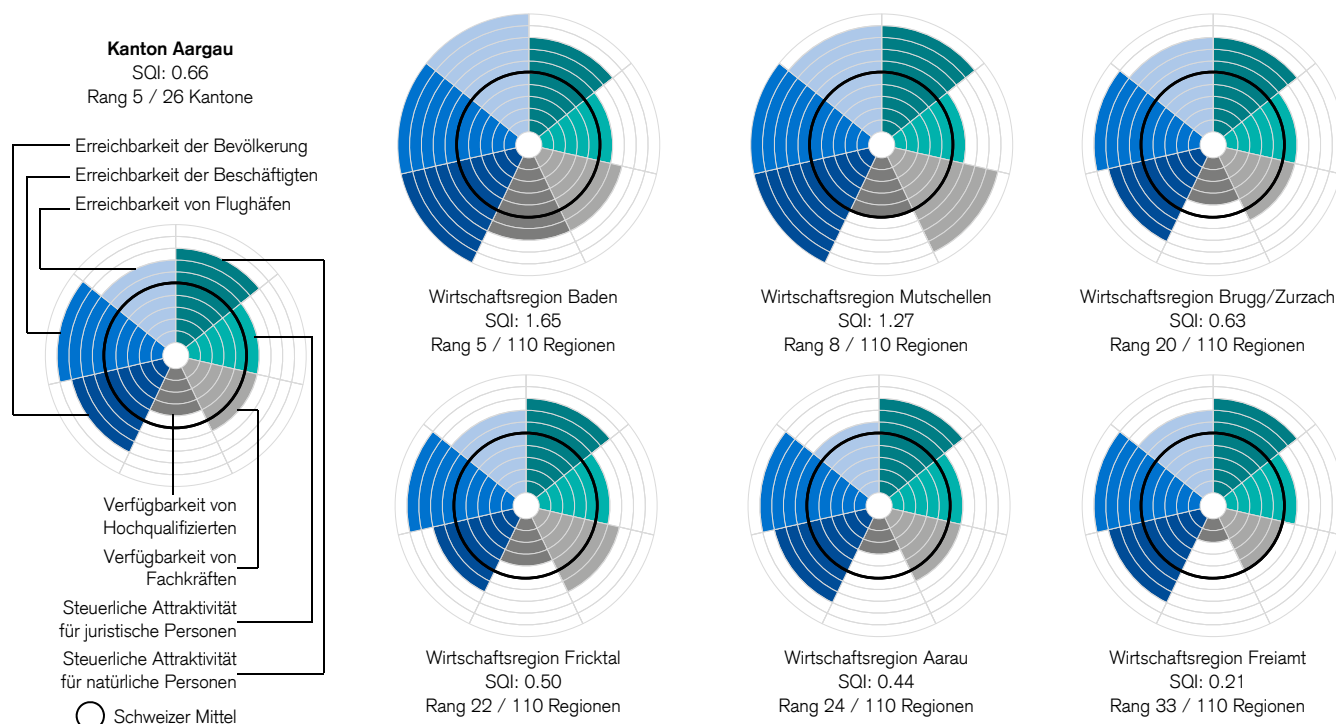 Kanton Aargau
SQI: 0.66
Rang 5 / 26 Kantone
Erreichbarkeit der Bevölkerung
Erreichbarkeit der Beschäftigten
Erreichbarkeit von Flughäfen
Verfügbarkeit von
Hochqualifizierten
Verfügbarkeit von
Fachkräften
Steuerliche Attraktivität
für juristische Personen
Steuerliche Attraktivität
für natürliche Personen
Schweizer Mittel
Wirtschaftsregion Baden
SQI: 1.65
Rang 5 / 110 Regionen
Wirtschaftsregion Mutschellen
SQI: 1.27
Rang 8 / 110 Regionen
Wirtschaftsregion Brugg/Zurzach
SQI: 0.63
Rang 20 / 110 Regionen
Wirtschaftsregion Fricktal
SQI: 0.50
Rang 22 / 110 Regionen
Wirtschaftsregion Aarau
SQI: 0.44
Rang 24 / 110 Regionen
Wirtschaftsregion Freiamt
SQI: 0.21
Rang 33 / 110 Regionen